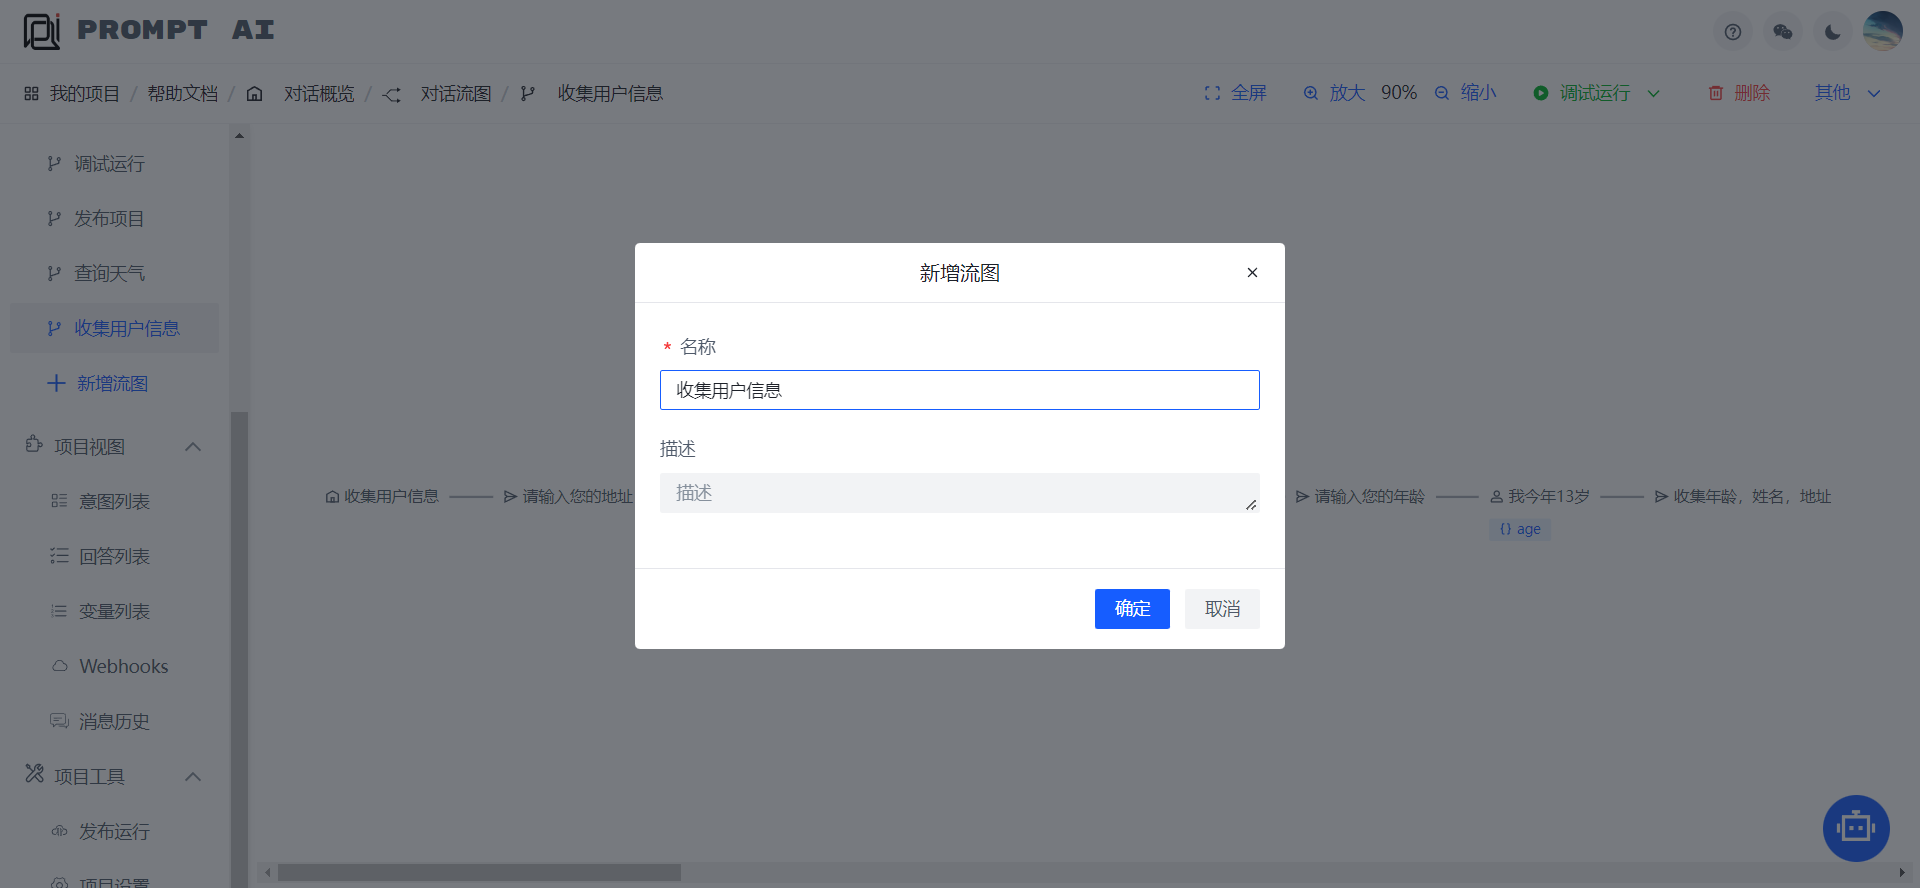 PROMPT AI
我的项目 / 帮助文档 / 对话概览 / 对话流图 / 收集用户信息
全屏 放大 90% 缩小 调试运行 删除 其他
调试运行
发布项目
查询天气
收集用户信息
新增流图
项目视图
意图列表
回答列表
变量列表
Webhooks
消息历史
项目工具
发布运行
项目设置
收集用户信息
请输入您的地址
请输入您的年龄
我今年13岁
{} age
收集年龄，姓名，地址
新增流图
* 名称
收集用户信息
描述
描述
确定
取消